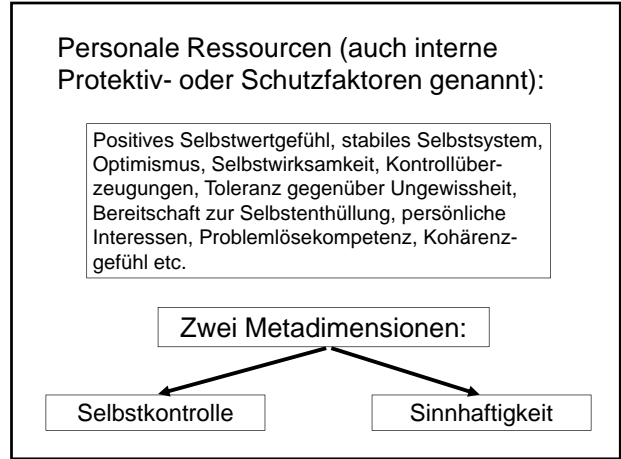 Personale Ressourcen (auch interne
Protektiv- oder Schutzfaktoren genannt):
Positives Selbstwertgefühl, stabiles Selbstsystem,
Optimismus, Selbstwirksamkeit, Kontrollüber-
zeugungen, Toleranz gegenüber Ungewissheit,
Bereitschaft zur Selbstenthüllung, persönliche
Interessen, Problemlösekompetenz, Kohärenz-
gefühl etc.
Zwei Metadimensionen:
Selbstkontrolle
Sinnhaftigkeit